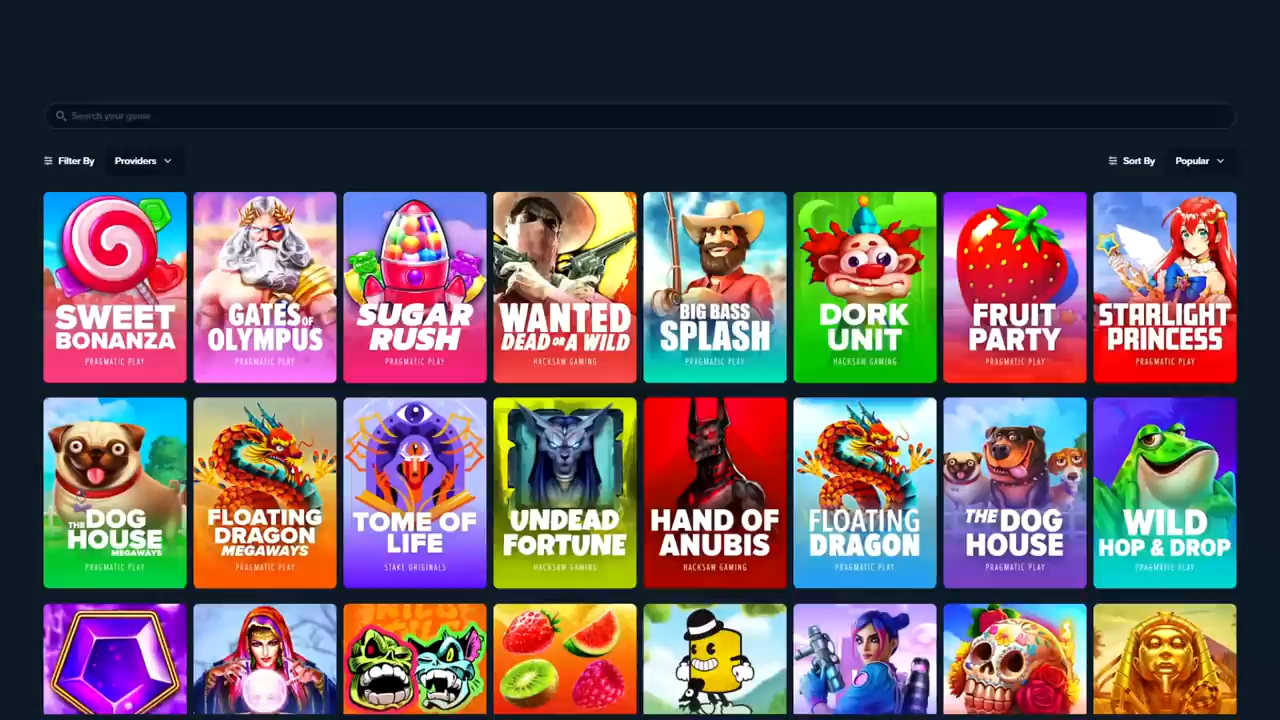 Search your game
Filter By
Providers
Sort By
Popular
SWEET
BONANZA
PRAGMATIC PLAY
GATES OF
OLYMPUS
PRAGMATIC PLAY
SUGAR
RUSH
PRAGMATIC PLAY
WANTED
DEAD OR A WILD
HACKSAW GAMING
BIG BASS
SPLASH
PRAGMATIC PLAY
DORK
UNIT
HACKSAW GAMING
FRUIT
PARTY
PRAGMATIC PLAY
STARLIGHT
PRINCESS
PRAGMATIC PLAY
THE DOG
HOUSE
MEGAWAYS
PRAGMATIC PLAY
FLOATING
DRAGON
MEGAWAYS
PRAGMATIC PLAY
TOME OF
LIFE
STAKE ORIGINALS
UNDEAD
FORTUNE
HACKSAW GAMING
HAND OF
ANUBIS
HACKSAW GAMING
FLOATING
DRAGON
PRAGMATIC PLAY
THE DOG
HOUSE
PRAGMATIC PLAY
WILD
HOP & DROP
PRAGMATIC PLAY